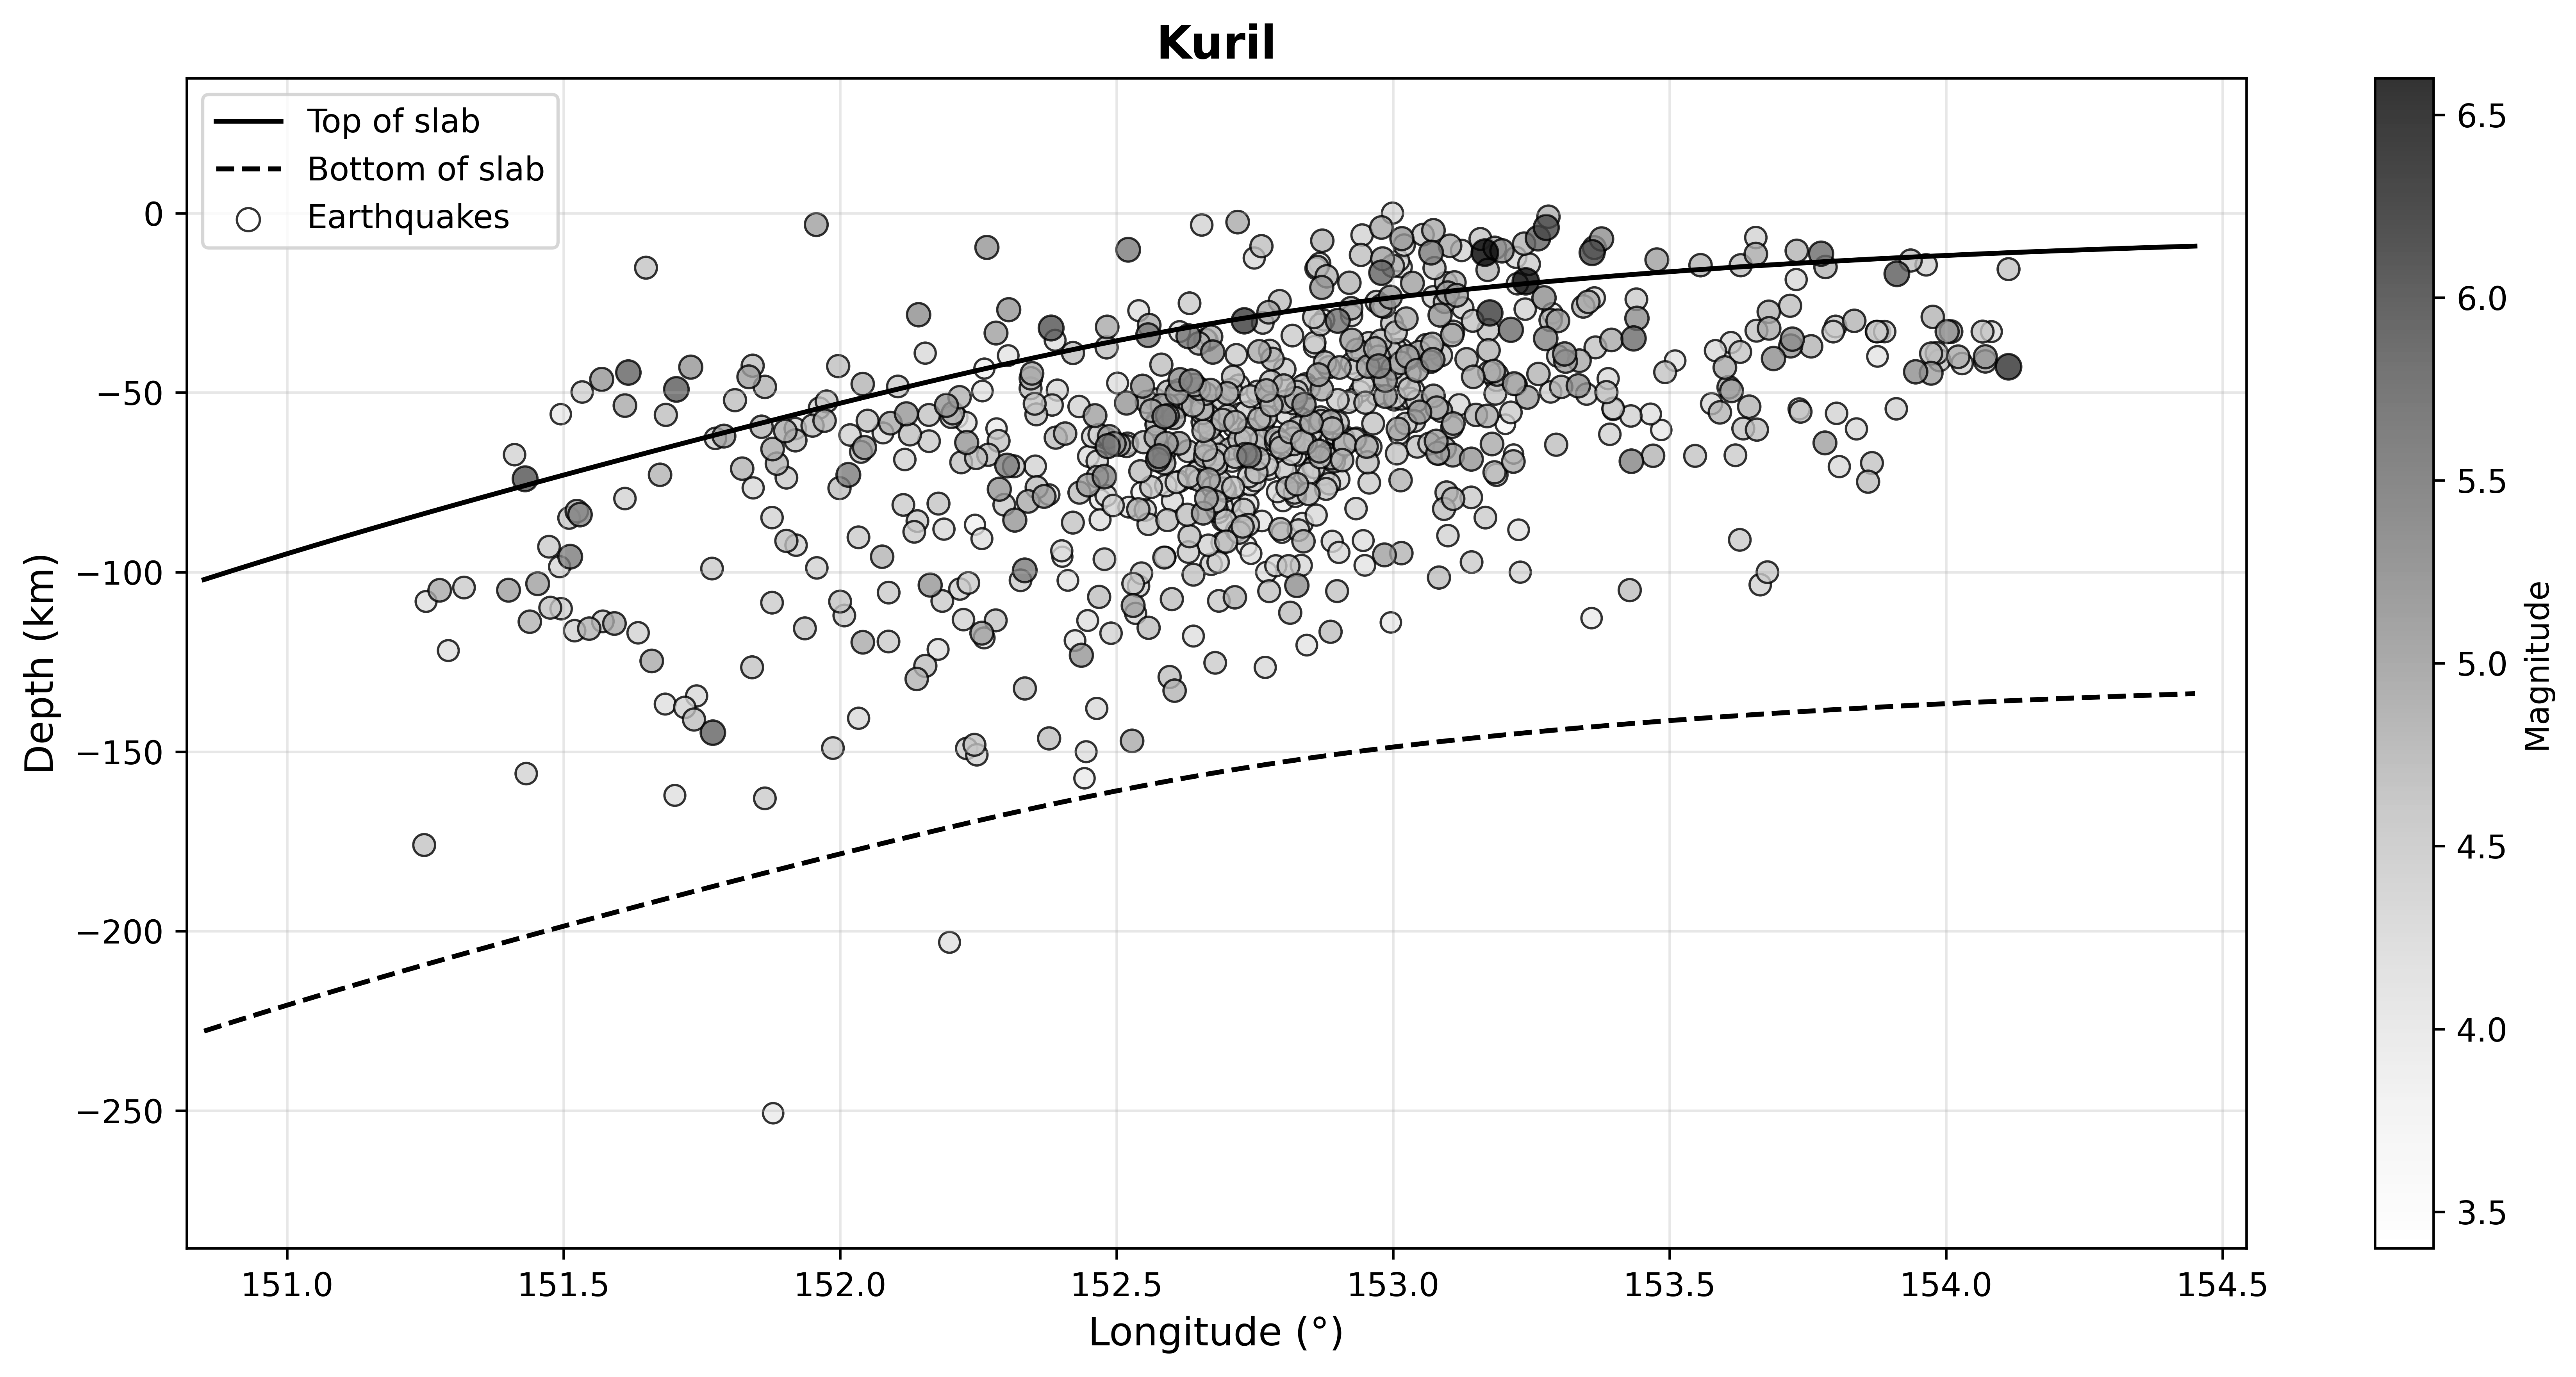 Kuril
Top of slab
Bottom of slab
Earthquakes
0
−50
−100
−150
−200
−250
Depth (km)
151.0 151.5 152.0 152.5 153.0 153.5 154.0 154.5
Longitude (°)
6.5
6.0
5.5
5.0
4.5
4.0
3.5
Magnitude